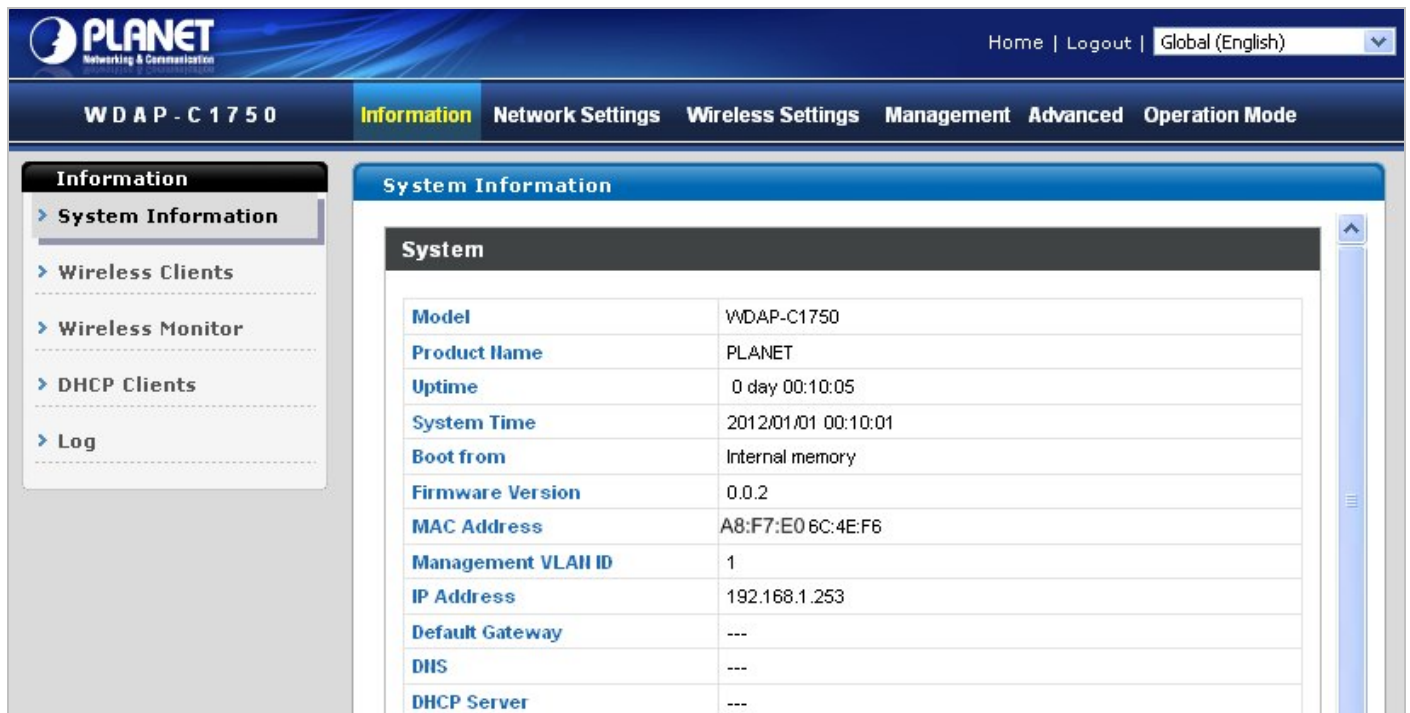 PLANET
Networking & Communication
Home | Logout | Global (English)
WDAP-C1750
Information Network Settings Wireless Settings Management Advanced Operation Mode
Information
System Information
Wireless Clients
Wireless Monitor
DHCP Clients
Log
System Information
System
Model WDAP-C1750
Product Name PLANET
Uptime 0 day 00:10:05
System Time 2012/01/01 00:10:01
Boot from Internal memory
Firmware Version 0.0.2
MAC Address A8:F7:E0 6C:4E:F6
Management VLAN ID 1
IP Address 192.168.1.253
Default Gateway ---
DNS ---
DHCP Server ---